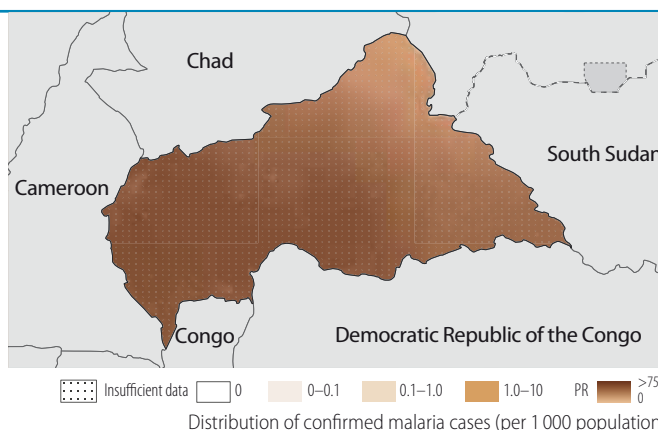 Chad
South Sudan
Cameroon
Congo
Democratic Republic of the Congo
Insufficient data 0 0–0.1 0.1–1.0 1.0–10 PR >75
0
Distribution of confirmed malaria cases (per 1 000 population